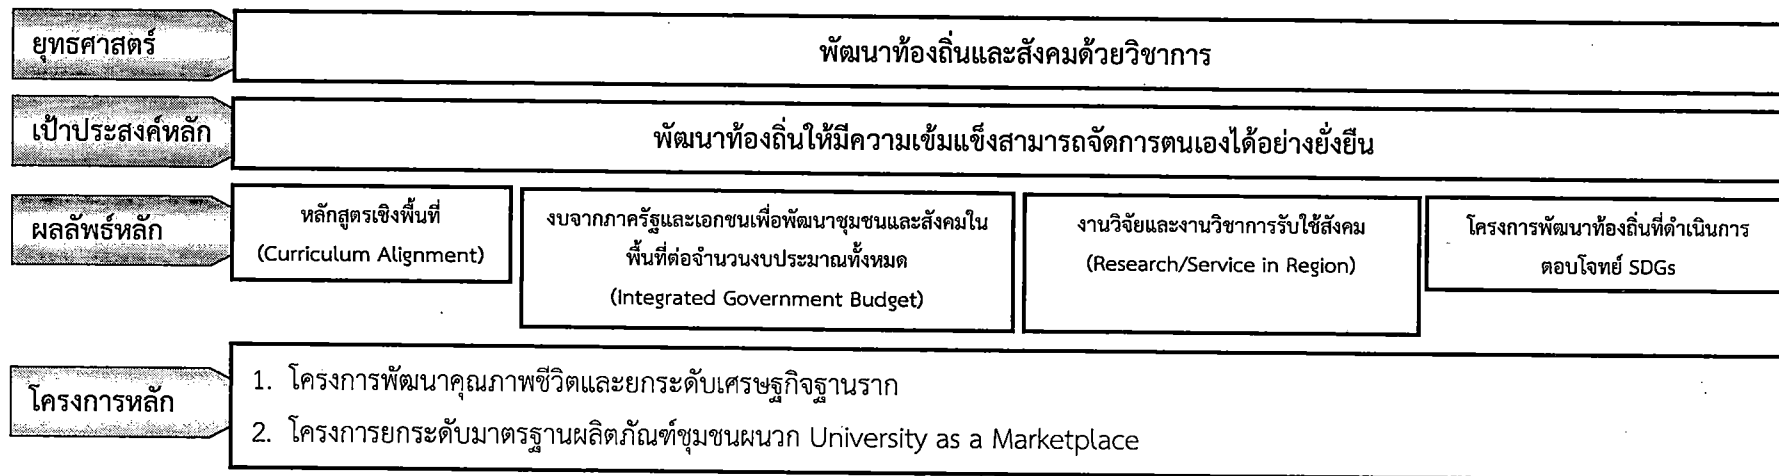 ยุทธศาสตร์
พัฒนาท้องถิ่นและสังคมด้วยวิชาการ
เป้าประสงค์หลัก
พัฒนาท้องถิ่นให้มีความเข้มแข็งสามารถจัดการตนเองได้อย่างยั่งยืน
ผลลัพธ์หลัก
หลักสูตรเชิงพื้นที่
(Curriculum Alignment)
งบจากภาครัฐและเอกชนเพื่อพัฒนาชุมชนและสังคมใน
พื้นที่ต่อจำนวนงบประมาณทั้งหมด
(Integrated Government Budget)
งานวิจัยและงานวิชาการรับใช้สังคม
(Research/Service in Region)
โครงการพัฒนาท้องถิ่นที่ดำเนินการ
ตอบโจทย์ SDGs
โครงการหลัก
1. โครงการพัฒนาคุณภาพชีวิตและยกระดับเศรษฐกิจฐานราก
2. โครงการยกระดับมาตรฐานผลิตภัณฑ์ชุมชนผนวก University as a Marketplace